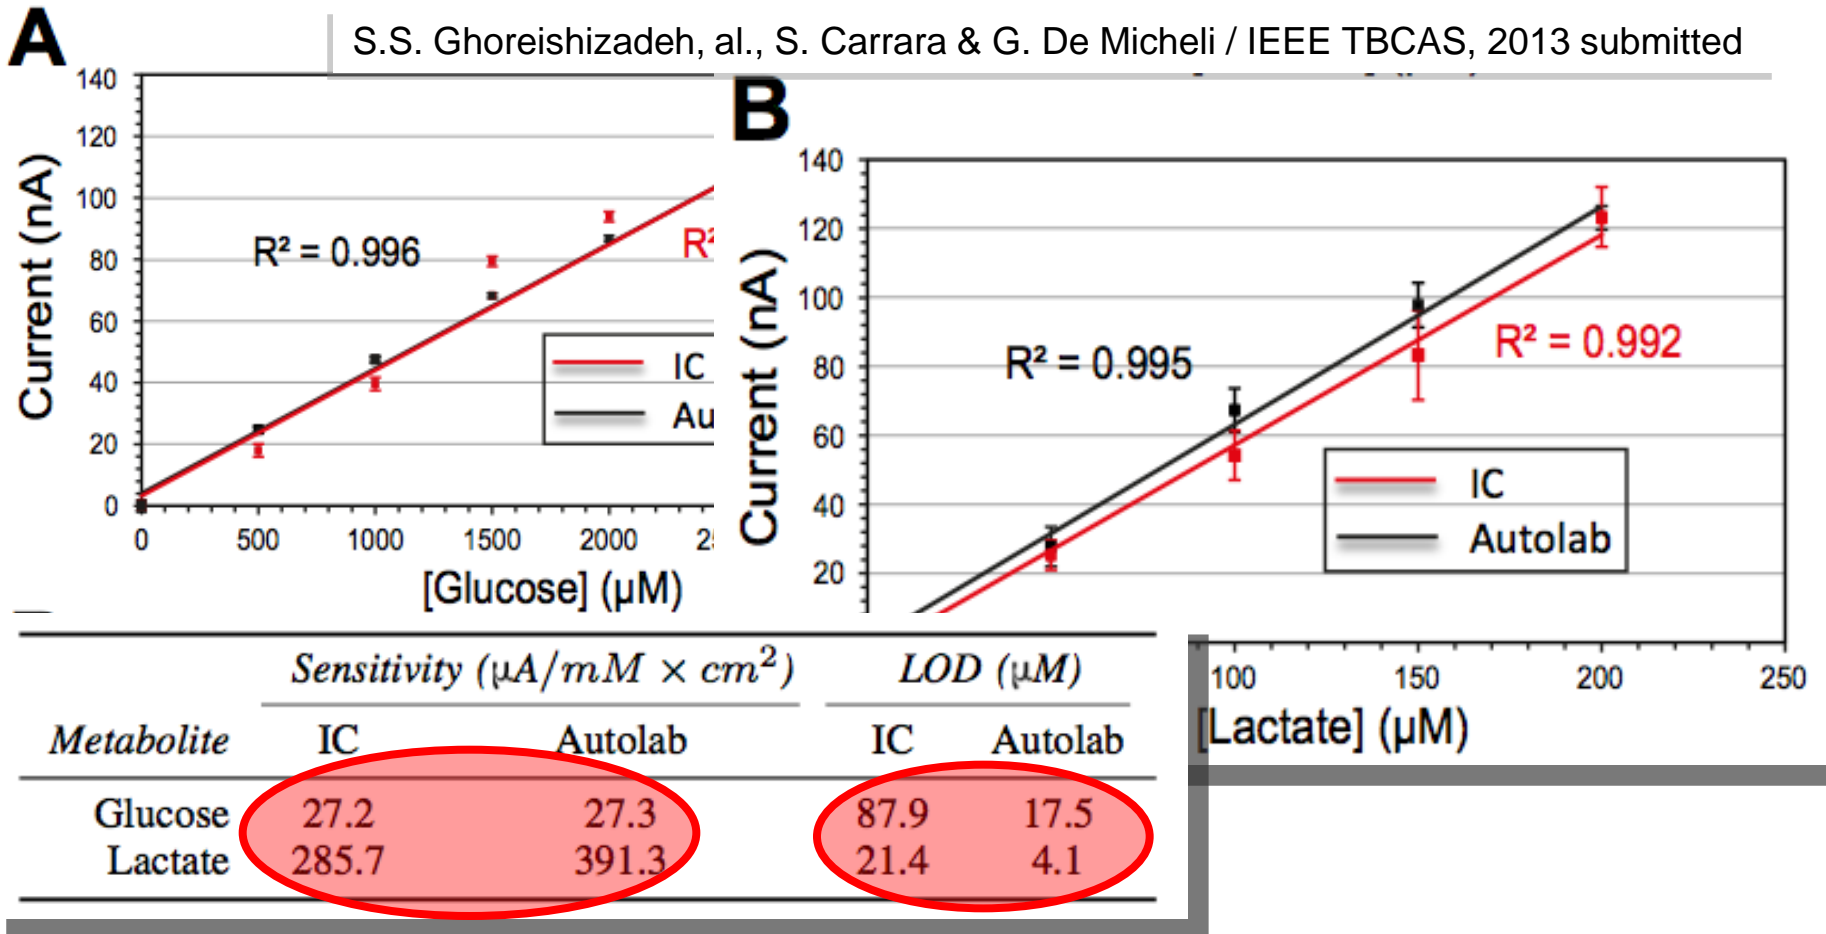 A
S.S. Ghoreishizadeh, al., S. Carrara & G. De Micheli / IEEE TBCAS, 2013 submitted
140
120
100
80
60
40
20
0
Current (nA)
R² = 0.996
R²
IC
Au
0 500 1000 1500 2000
[Glucose] (µM)
B
140
120
100
80
60
40
20
Current (nA)
R² = 0.995
R² = 0.992
IC
Autolab
100 150 200 250
[Lactate] (µM)
Sensitivity (µA/mM × cm²) LOD (µM)
Metabolite IC Autolab IC Autolab
Glucose 27.2 27.3 87.9 17.5
Lactate 285.7 391.3 21.4 4.1